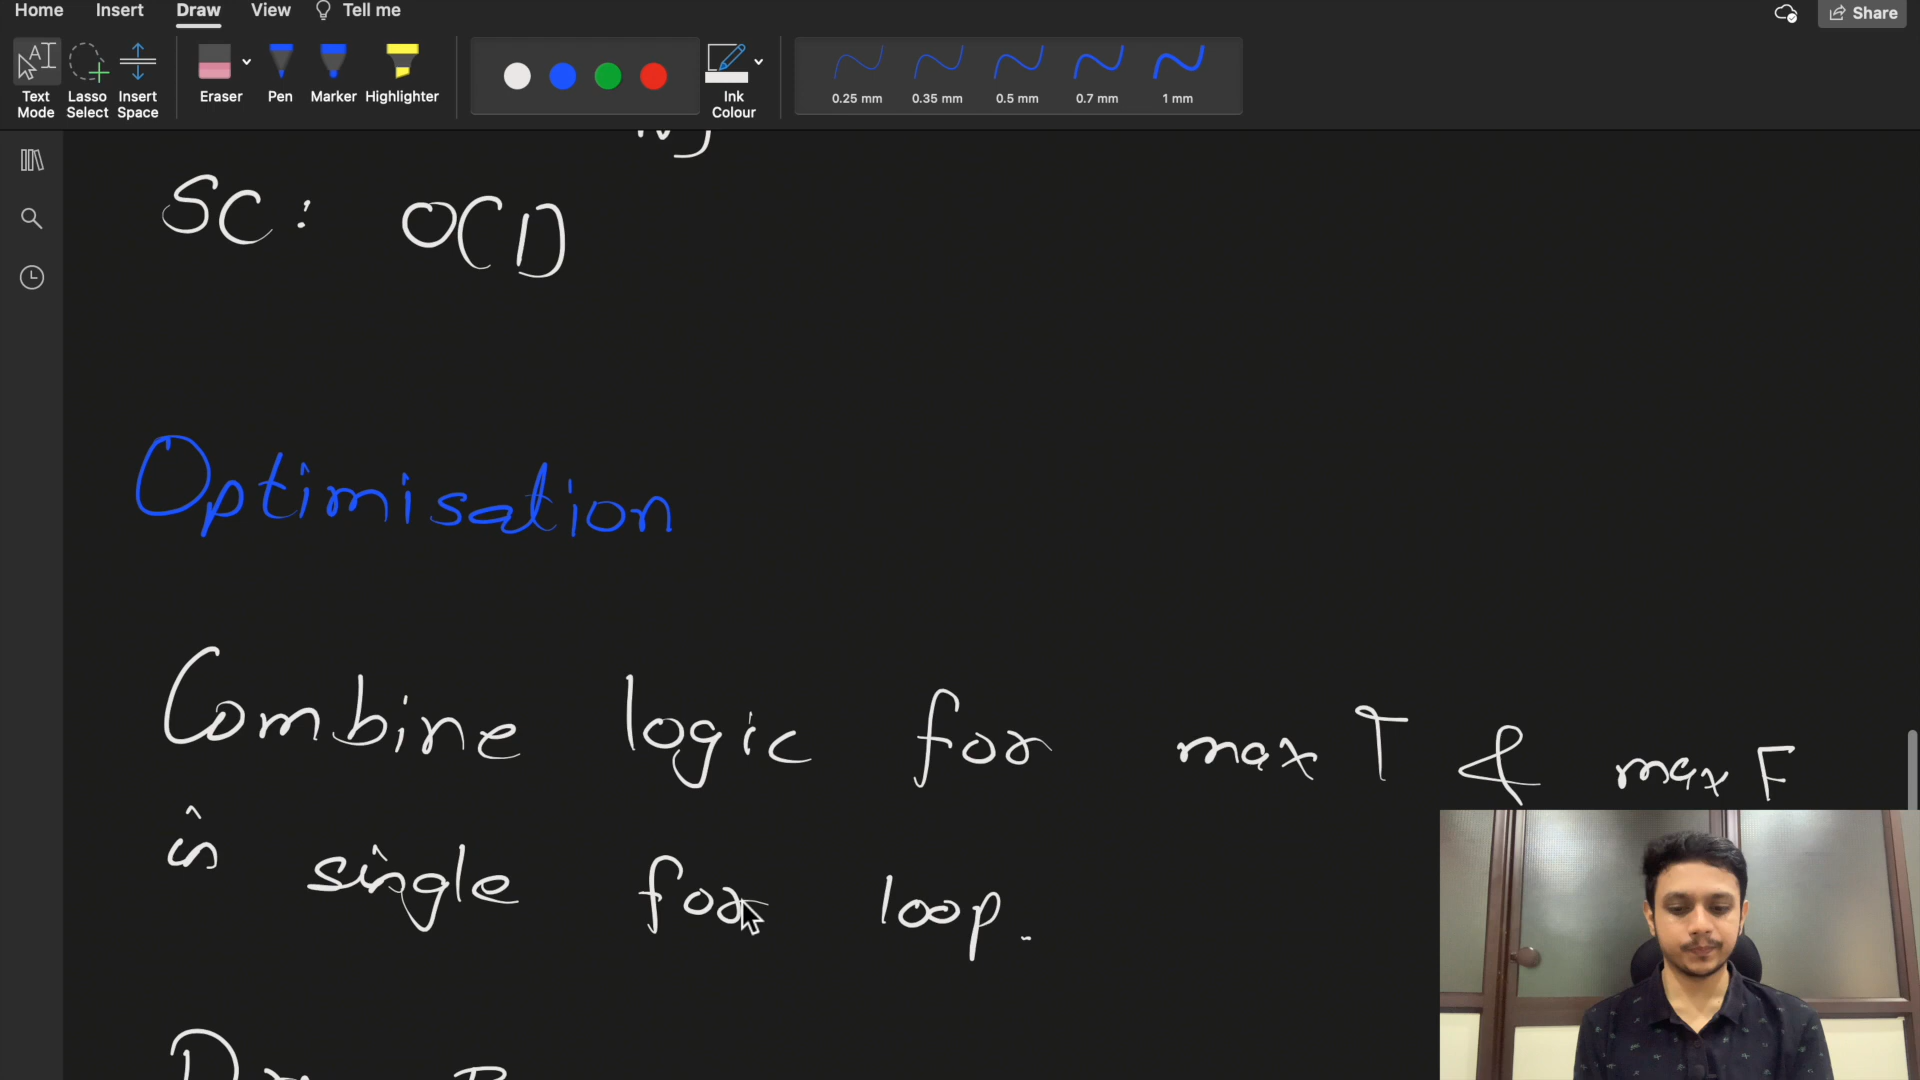 Home Insert Draw View Tell me Share
Text Mode Lasso Select Insert Space Eraser Pen Marker Highlighter Ink Colour 0.25 mm 0.35 mm 0.5 mm 0.7 mm 1 mm
SC: O(1)
Optimisation
Combine logic for max T & max F
in single for loop.